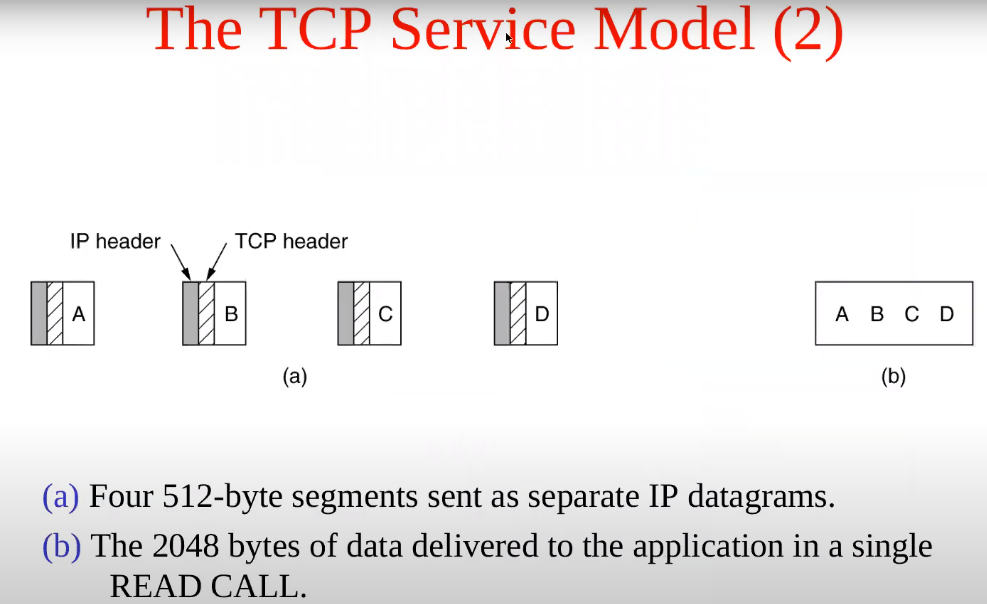 The TCP Service Model (2)
IP header TCP header
A B C D A B C D
(a) (b)
(a) Four 512-byte segments sent as separate IP datagrams.
(b) The 2048 bytes of data delivered to the application in a single
READ CALL.